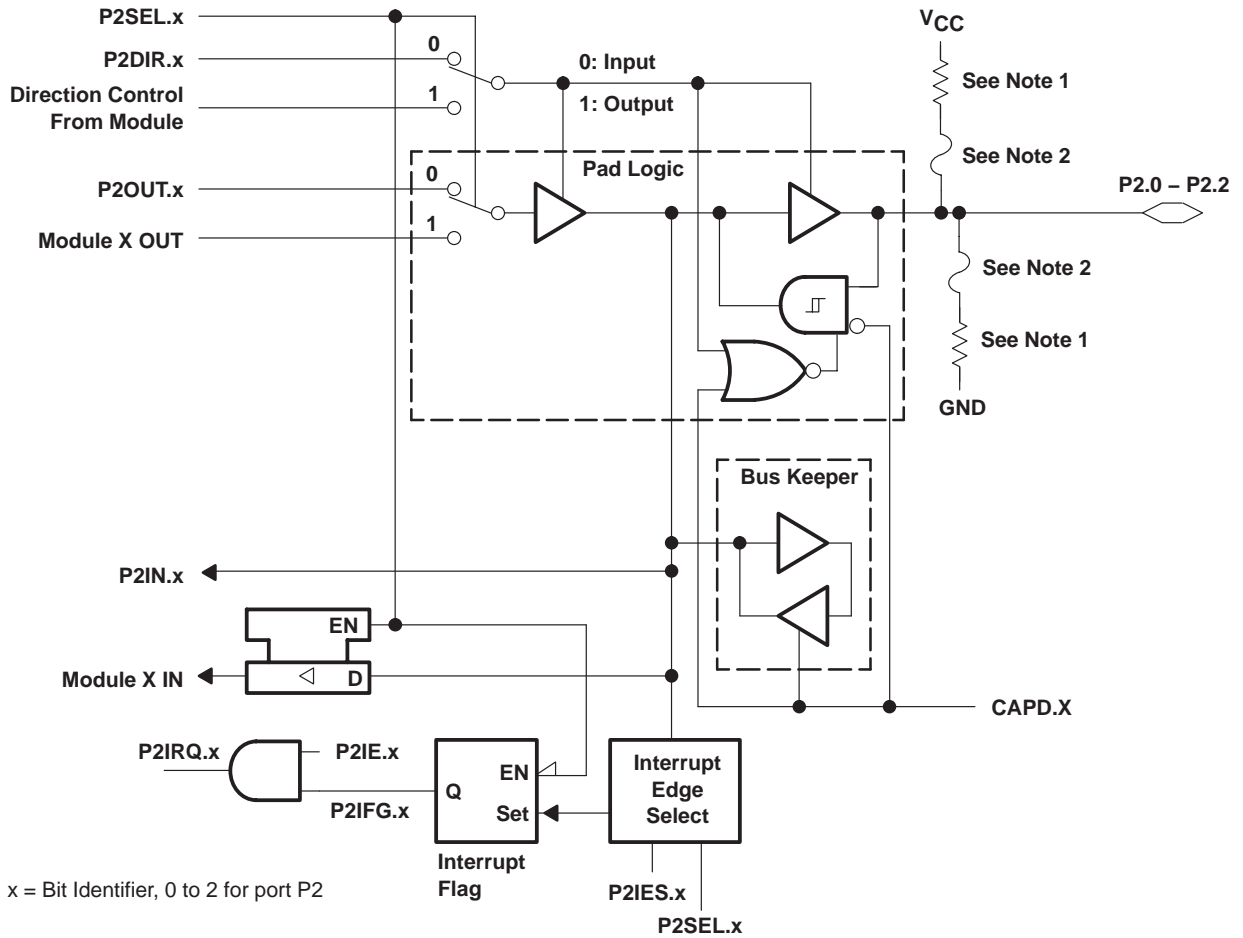 P2SEL.x
P2DIR.x
0
0: Input
Direction Control
From Module
1
1: Output
VCC
See Note 1
See Note 2
Pad Logic
P2OUT.x
0
Module X OUT
1
P2.0 – P2.2
See Note 2
See Note 1
GND
Bus Keeper
P2IN.x
EN
Module X IN
D
CAPD.X
P2IRQ.x
P2IE.x
P2IFG.x
EN
Q
Set
Interrupt
Flag
Interrupt
Edge
Select
P2IES.x
P2SEL.x
x = Bit Identifier, 0 to 2 for port P2